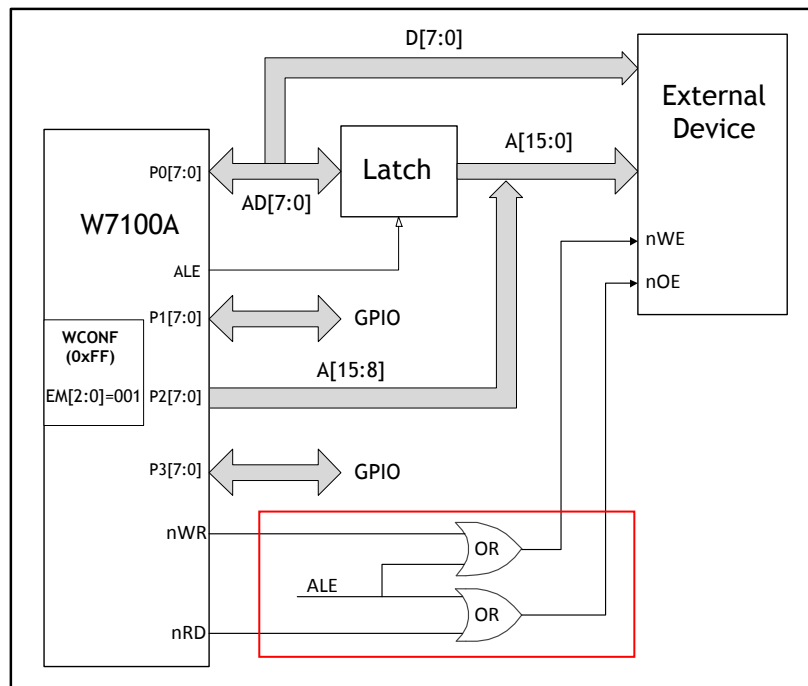 D[7:0]
External
Device
A[15:0]
P0[7:0]
Latch
AD[7:0]
W7100A
nWE
ALE
nOE
P1[7:0]
GPIO
WCONF
(0xFF)
A[15:8]
EM[2:0]=001
P2[7:0]
P3[7:0]
GPIO
nWR
OR
ALE
OR
nRD